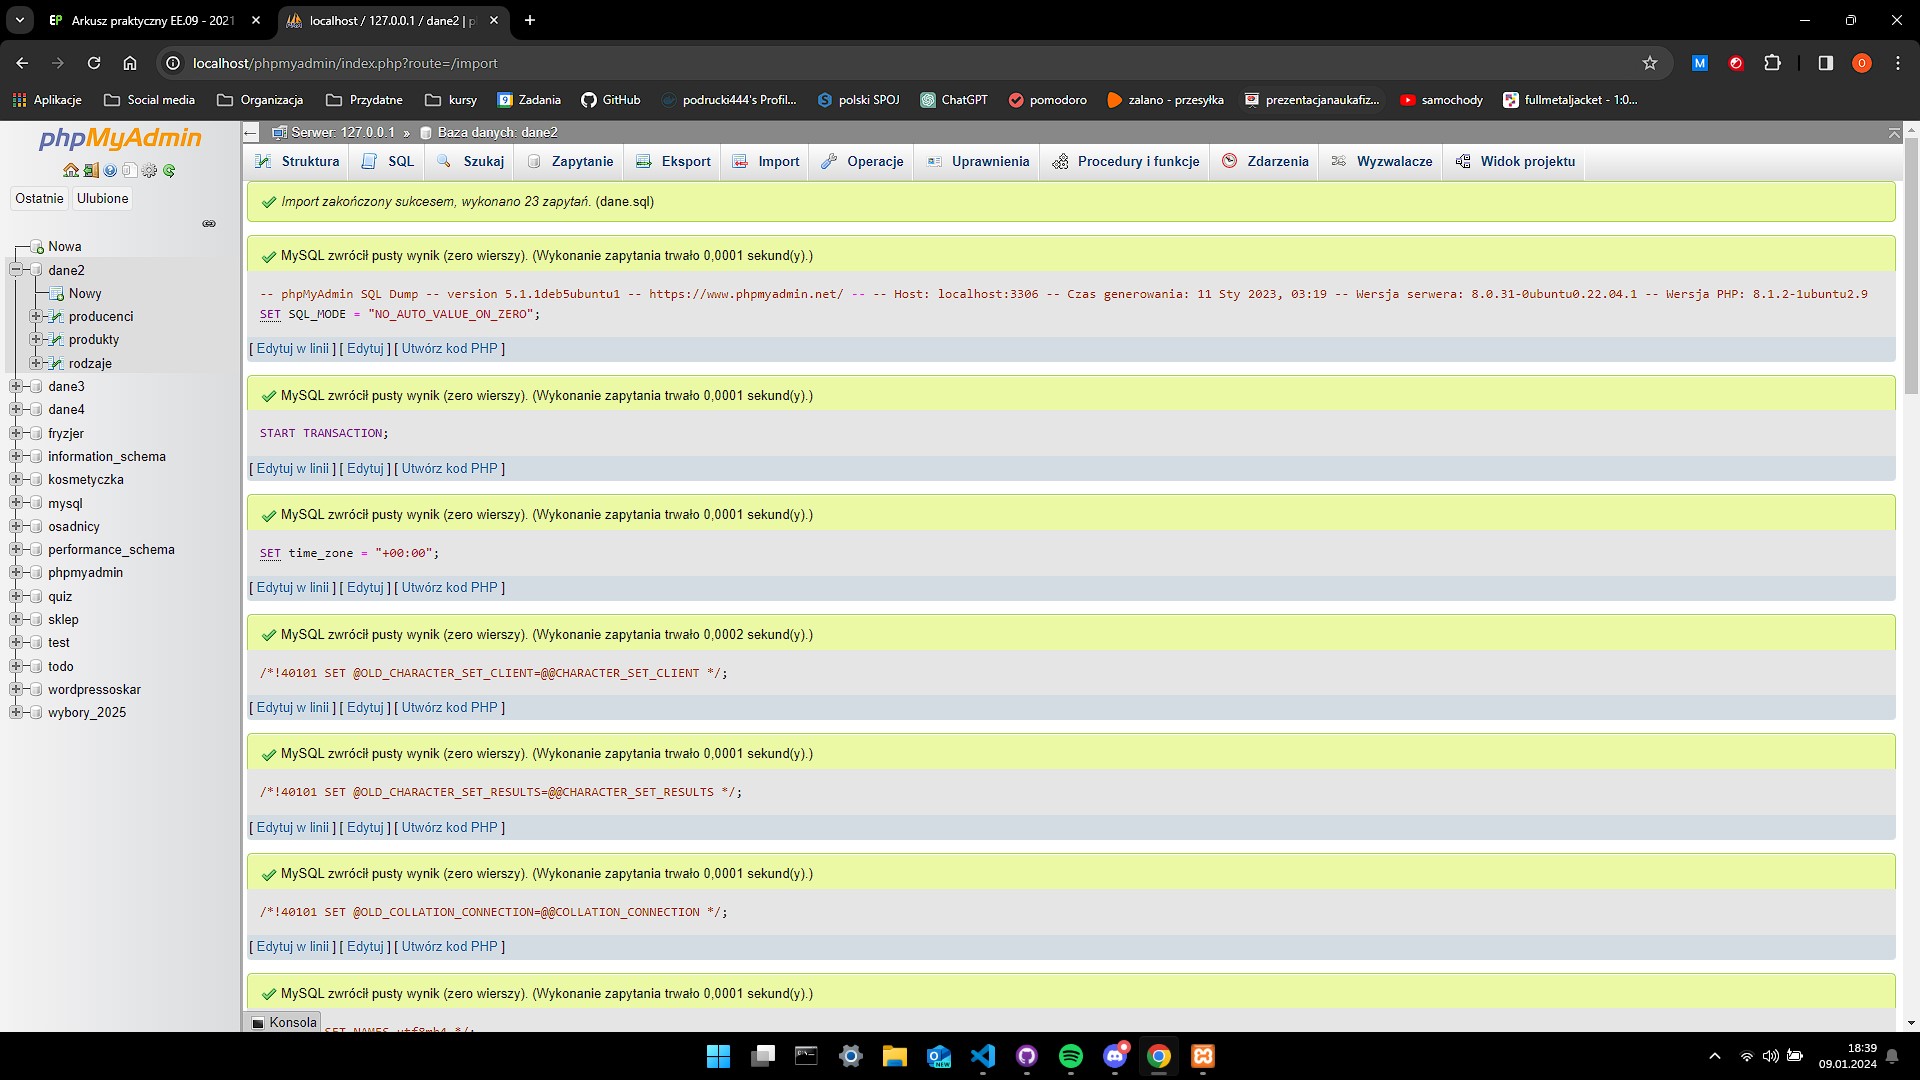 Arkusz praktyczny EE.09 - 2021
localhost / 127.0.0.1 / dane2 | p
localhost/phpmyadmin/index.php?route=/import
Aplikacje
Social media
Organizacja
Przydatne
kursy
Zadania
GitHub
podrucki444's Profil...
polski SPOJ
ChatGPT
pomodoro
zalano - przesyłka
prezentacjanaukafiz...
samochody
fullmetaljacket - 1:0...
phpMyAdmin
Ostatnie
Ulubione
Nowa
dane2
Nowy
producenci
produkty
rodzaje
dane3
dane4
fryzjer
information_schema
kosmetyczka
mysql
osadnicy
performance_schema
phpmyadmin
quiz
sklep
test
todo
wordpressoskar
wybory_2025
Serwer: 127.0.0.1 » Baza danych: dane2
Struktura
SQL
Szukaj
Zapytanie
Eksport
Import
Operacje
Uprawnienia
Procedury i funkcje
Zdarzenia
Wyzwalacze
Widok projektu
Import zakończony sukcesem, wykonano 23 zapytań. (dane.sql)
MySQL zwrócił pusty wynik (zero wierszy). (Wykonanie zapytania trwało 0,0001 sekund(y).)
-- phpMyAdmin SQL Dump -- version 5.1.1deb5ubuntu1 -- https://www.phpmyadmin.net/ -- -- Host: localhost:3306 -- Czas generowania: 11 Sty 2023, 03:19 -- Wersja serwera: 8.0.31-0ubuntu0.22.04.1 -- Wersja PHP: 8.1.2-1ubuntu2.9
SET SQL_MODE = "NO_AUTO_VALUE_ON_ZERO";
[ Edytuj w linii ] [ Edytuj ] [ Utwórz kod PHP ]
MySQL zwrócił pusty wynik (zero wierszy). (Wykonanie zapytania trwało 0,0001 sekund(y).)
START TRANSACTION;
[ Edytuj w linii ] [ Edytuj ] [ Utwórz kod PHP ]
MySQL zwrócił pusty wynik (zero wierszy). (Wykonanie zapytania trwało 0,0001 sekund(y).)
SET time_zone = "+00:00";
[ Edytuj w linii ] [ Edytuj ] [ Utwórz kod PHP ]
MySQL zwrócił pusty wynik (zero wierszy). (Wykonanie zapytania trwało 0,0002 sekund(y).)
/*!40101 SET @OLD_CHARACTER_SET_CLIENT=@@CHARACTER_SET_CLIENT */;
[ Edytuj w linii ] [ Edytuj ] [ Utwórz kod PHP ]
MySQL zwrócił pusty wynik (zero wierszy). (Wykonanie zapytania trwało 0,0001 sekund(y).)
/*!40101 SET @OLD_CHARACTER_SET_RESULTS=@@CHARACTER_SET_RESULTS */;
[ Edytuj w linii ] [ Edytuj ] [ Utwórz kod PHP ]
MySQL zwrócił pusty wynik (zero wierszy). (Wykonanie zapytania trwało 0,0001 sekund(y).)
/*!40101 SET @OLD_COLLATION_CONNECTION=@@COLLATION_CONNECTION */;
[ Edytuj w linii ] [ Edytuj ] [ Utwórz kod PHP ]
MySQL zwrócił pusty wynik (zero wierszy). (Wykonanie zapytania trwało 0,0001 sekund(y).)
SET NAMES utf8mb4 */;
Konsola
18:39
09.01.2024